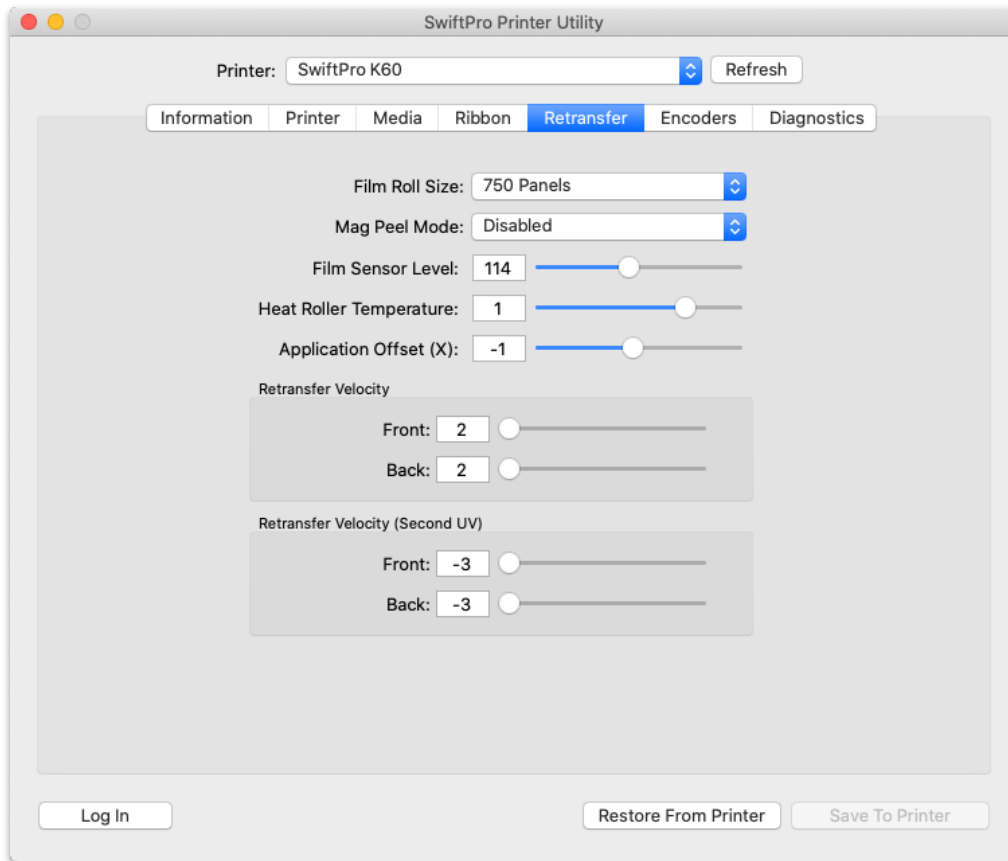 SwiftPro Printer Utility
Printer: SwiftPro K60 Refresh
Information Printer Media Ribbon Retransfer Encoders Diagnostics
Film Roll Size: 750 Panels
Mag Peel Mode: Disabled
Film Sensor Level: 114
Heat Roller Temperature: 1
Application Offset (X): -1
Retransfer Velocity
Front: 2
Back: 2
Retransfer Velocity (Second UV)
Front: -3
Back: -3
Log In Restore From Printer Save To Printer